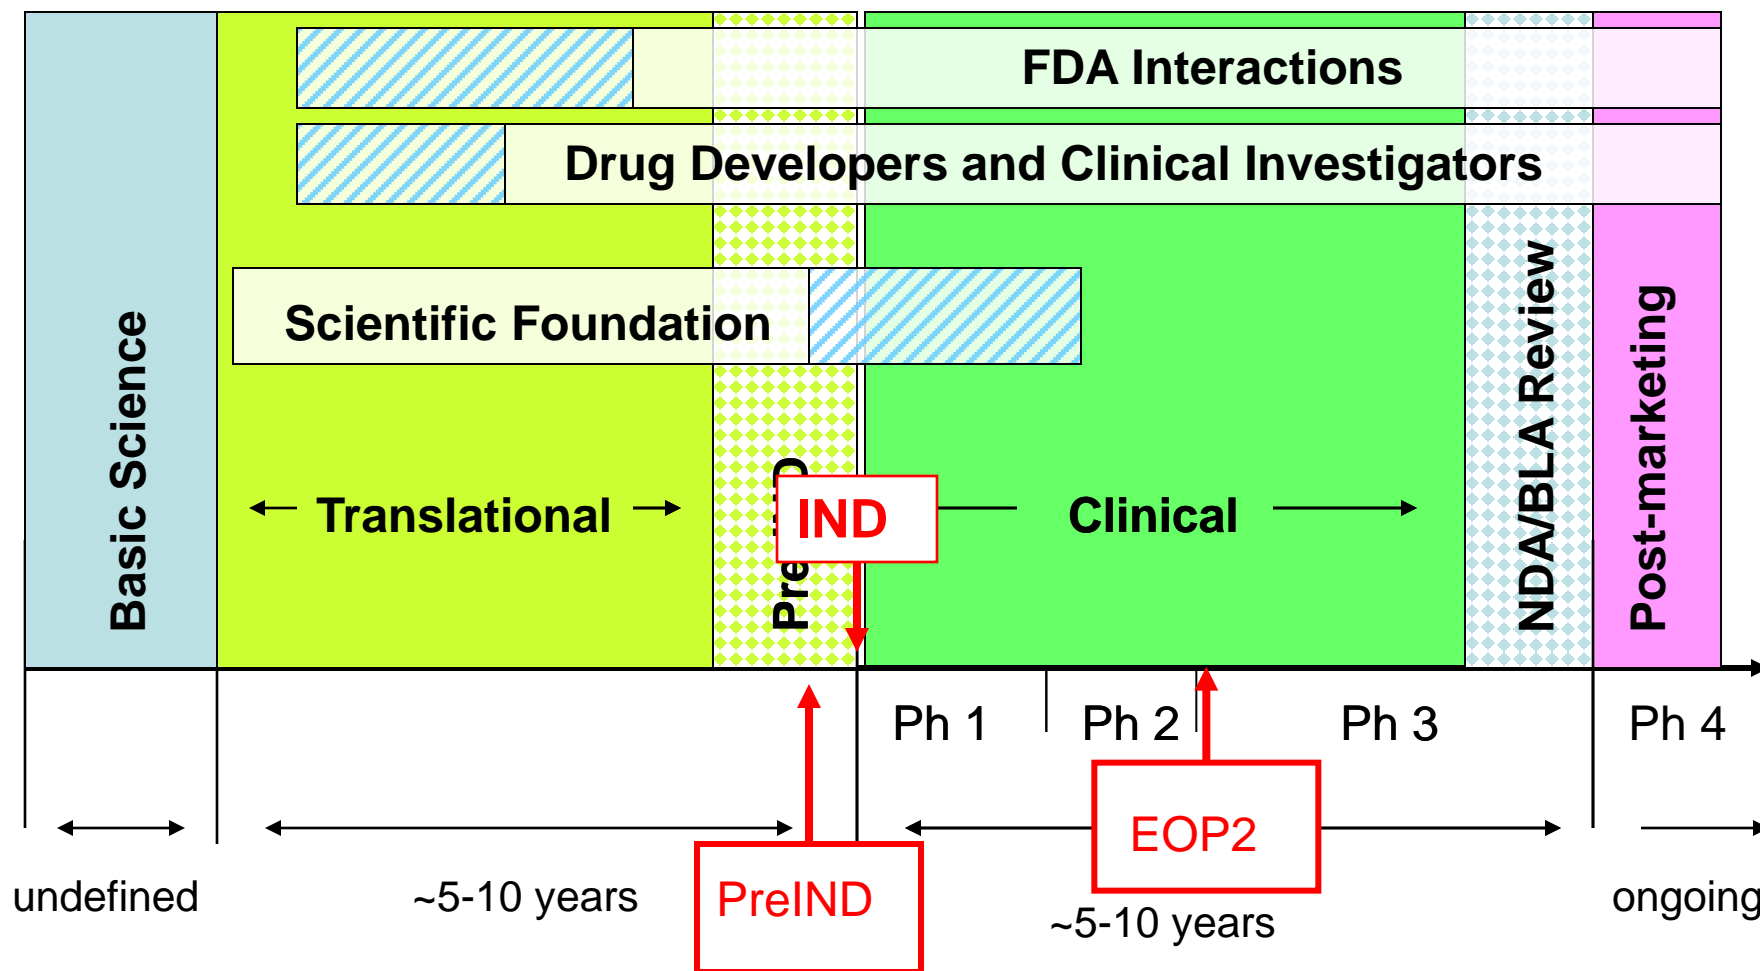 FDA Interactions
Drug Developers and Clinical Investigators
Scientific Foundation
Basic Science
Translational
IND
Clinical
NDA/BLA Review
Post-marketing
Ph 1
Ph 2
Ph 3
Ph 4
EOP2
PreIND
undefined
~5-10 years
~5-10 years
ongoing